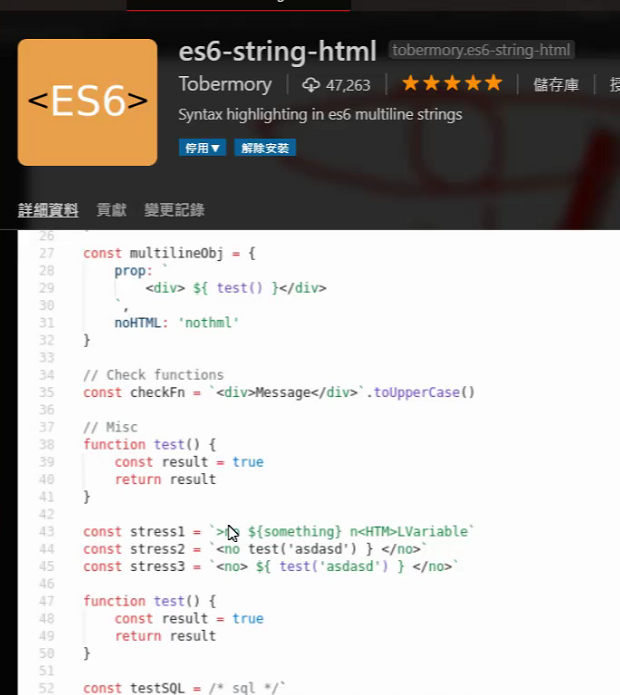 <ES6>
es6-string-html tobermory.es6-string-html
Tobermory 47,263 ★★★★★ 儲存庫
Syntax highlighting in es6 multiline strings
停用▼ 解除安裝
詳細資料 貢獻 變更記錄
26 `
27 const multilineObj = {
28 prop: `
29 <div> ${ test() }</div>
30 `,
31 noHTML: 'nothml'
32 }
33
34 // Check functions
35 const checkFn = `<div>Message</div>`.toUpperCase()
36
37 // Misc
38 function test() {
39 const result = true
40 return result
41 }
42
43 const stress1 = `> ${something} n<HTM>LVariable`
44 const stress2 = `<no test('asdasd') } </no>`
45 const stress3 = `<no> ${ test('asdasd') } </no>`
46
47 function test() {
48 const result = true
49 return result
50 }
51
52 const testSQL = /* sql */`